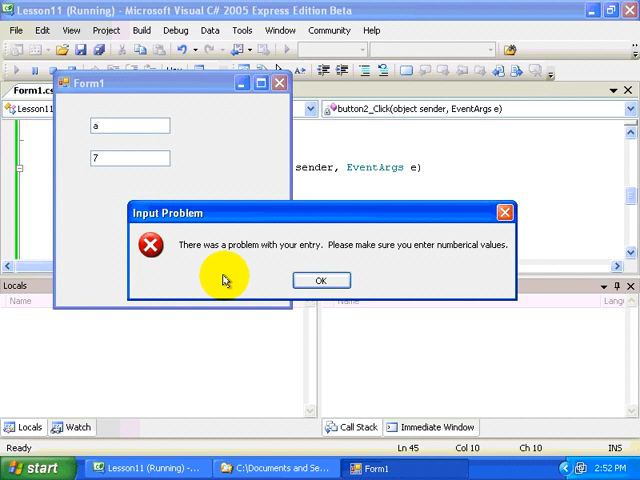 Lesson11 (Running) - Microsoft Visual C# 2005 Express Edition Beta
File Edit View Project Build Debug Data Tools Window Community Help
Form1
Form1.cs
Lesson11
button2_Click(object sender, EventArgs e)
a
7
sender, EventArgs e)
Input Problem
There was a problem with your entry. Please make sure you enter numberical values.
OK
Locals
Name
Name
Lang
Locals Watch Call Stack Immediate Window
Ready Ln 45 Col 10 Ch 10 INS
start Lesson11 (Running) - ... C:\Documents and Se... Form1 2:52 PM